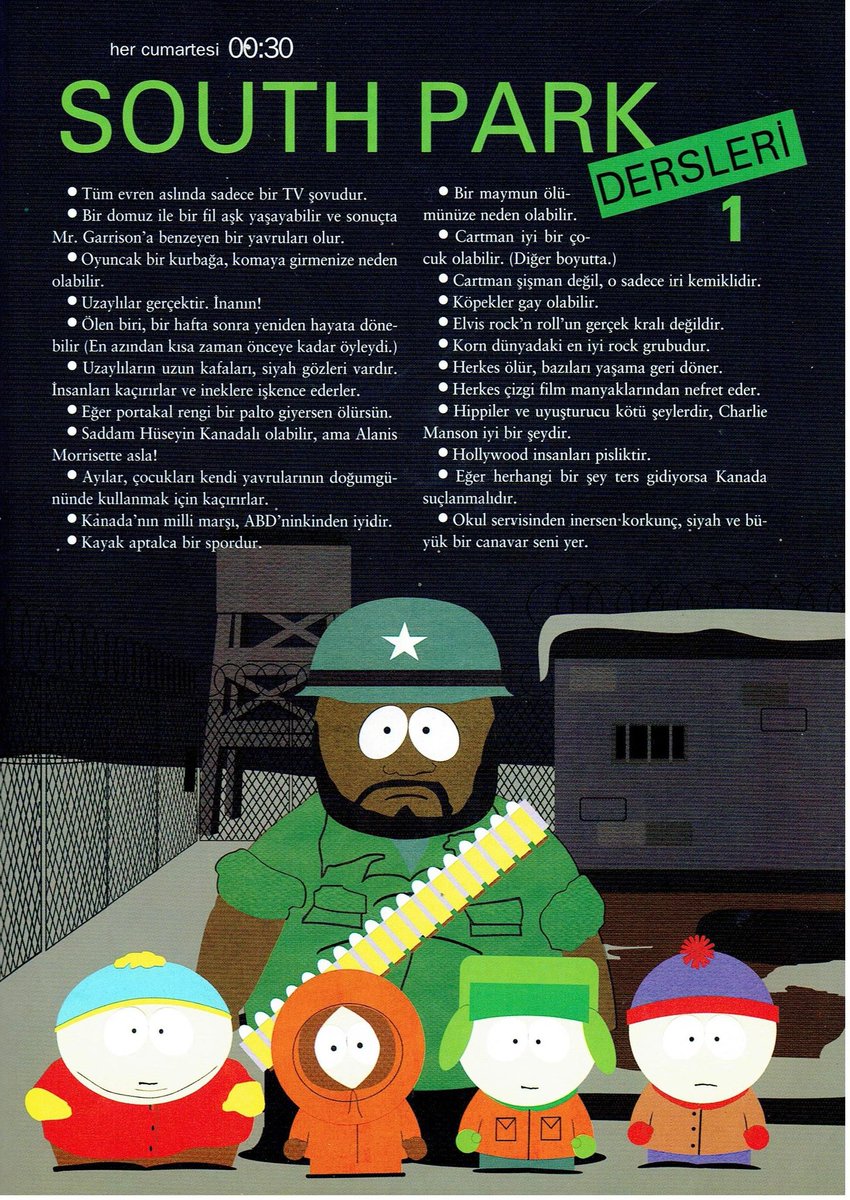 her cumartesi 00:30
SOUTH PARK
DERSLERİ
1
• Tüm evren aslında sadece bir TV şovudur.
• Bir domuz ile bir fil aşk yaşayabilir ve sonuçta
Mr. Garrison'a benzeyen bir yavruları olur.
• Oyuncak bir kurbağa, komaya girmenize neden
olabilir.
• Uzaylılar gerçektir. İnanın!
• Ölen biri, bir hafta sonra yeniden hayata döne-
bilir (En azından kısa zaman önceye kadar öyleydi.)
• Uzaylıların uzun kafaları, siyah gözleri vardır.
İnsanları kaçırırlar ve ineklere işkence ederler.
• Eğer portakal rengi bir palto giyersen ölürsün.
• Saddam Hüseyin Kanadalı olabilir, ama Alanis
Morrisette asla!
• Ayılar, çocukları kendi yavrularının doğumgü-
nünde kullanmak için kaçırırlar.
• Kanada'nın milli marşı, ABD'ninkinden iyidir.
• Kayak aptalca bir spordur.
• Bir maymun ölü-
münüze neden olabilir.
• Cartman iyi bir ço-
cuk olabilir. (Diğer boyutta.)
• Cartman şişman değil, o sadece iri kemiklidir.
• Köpekler gay olabilir.
• Elvis rock'n roll'un gerçek kralı değildir.
• Korn dünyadaki en iyi rock grubudur.
• Herkes ölür, bazıları yaşama geri döner.
• Herkes çizgi film manyaklarından nefret eder.
• Hippiler ve uyuşturucu kötü şeylerdir, Charlie
Manson iyi bir şeydir.
• Hollywood insanları pisliktir.
• Eğer herhangi bir şey ters gidiyorsa Kanada
suçlanmalıdır.
• Okul servisinden inersen korkunç, siyah ve bü-
yük bir canavar seni yer.